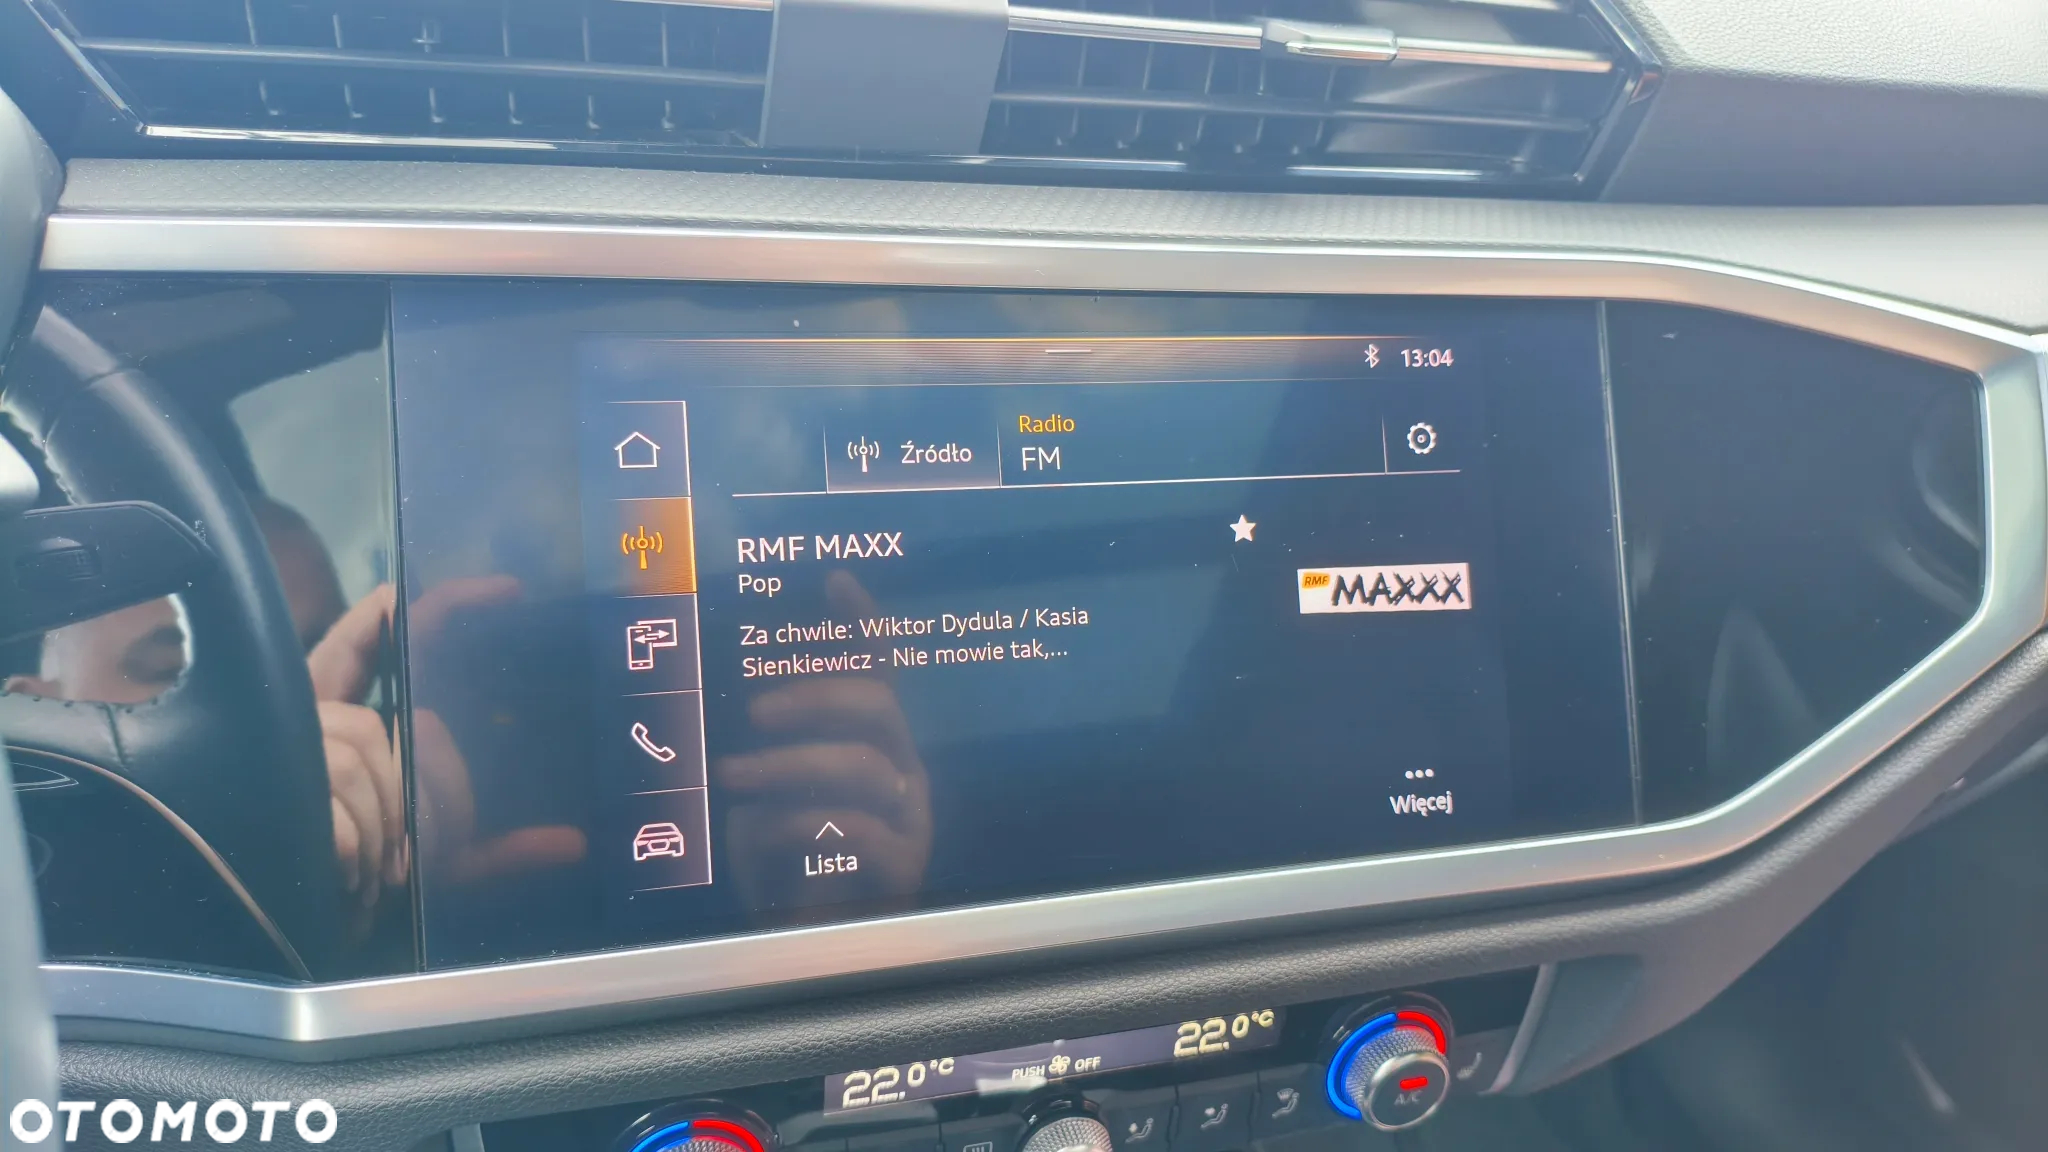 13:04
Źródło
Radio
FM
RMF MAXX
Pop
Za chwile: Wiktor Dydula / Kasia
Sienkiewicz - Nie mowie tak,...
RMF MAXXX
Więcej
Lista
22.0°C
PUSH OFF
22.0°C
A/C
OTOMOTO